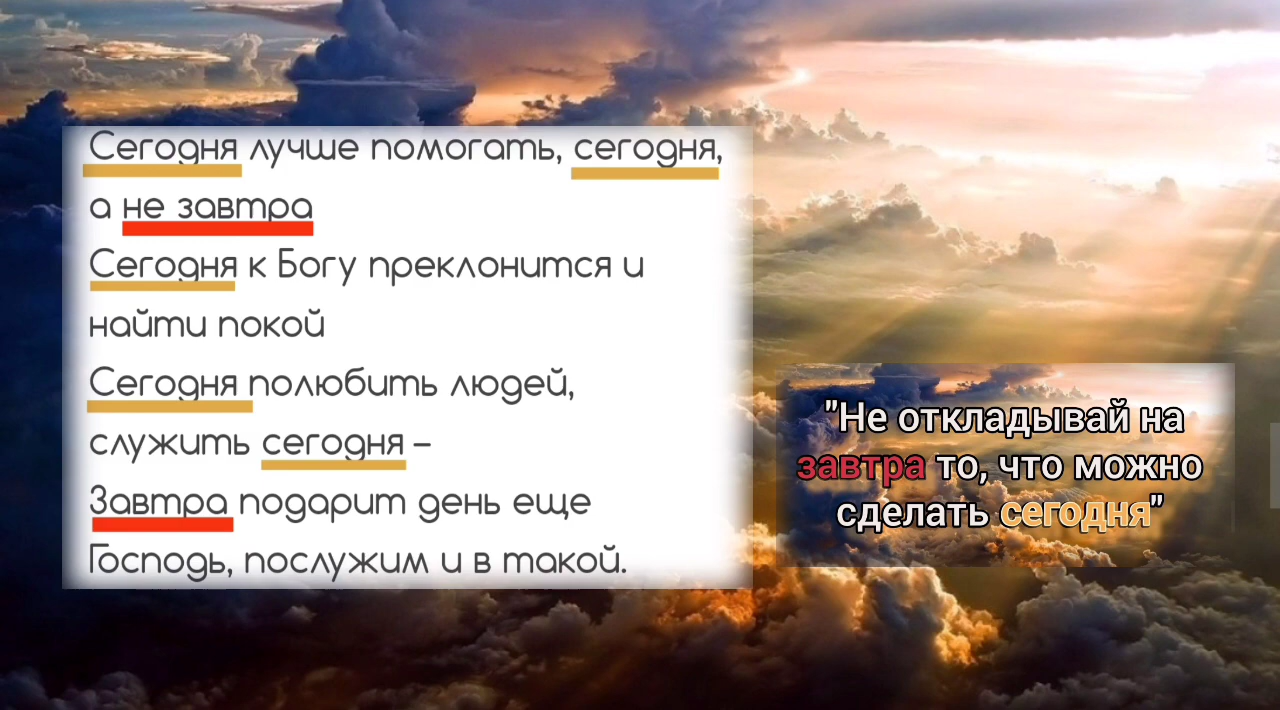 Сегодня лучше помогать, сегодня,
а не завтра
Сегодня к Богу преклонится и
найти покой
Сегодня полюбить людей,
служить сегодня –
Завтра подарит день еще
Господь, послужим и в такой.
"Не откладывай на
завтра то, что можно
сделать сегодня"